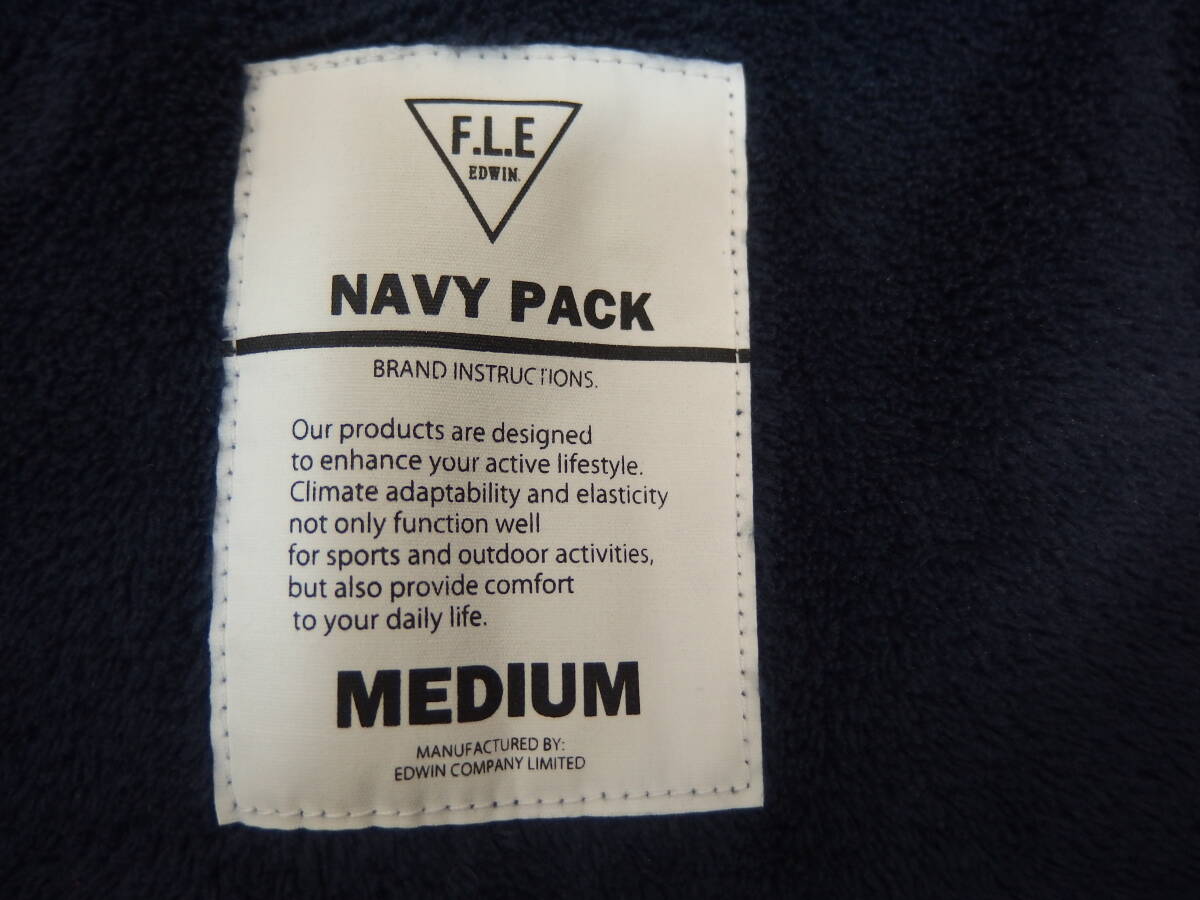 F.L.E
EDWIN.
NAVY PACK
BRAND INSTRUCTIONS.
Our products are designed
to enhance your active lifestyle.
Climate adaptability and elasticity
not only function well
for sports and outdoor activities,
but also provide comfort
to your daily life.
MEDIUM
MANUFACTURED BY:
EDWIN COMPANY LIMITED